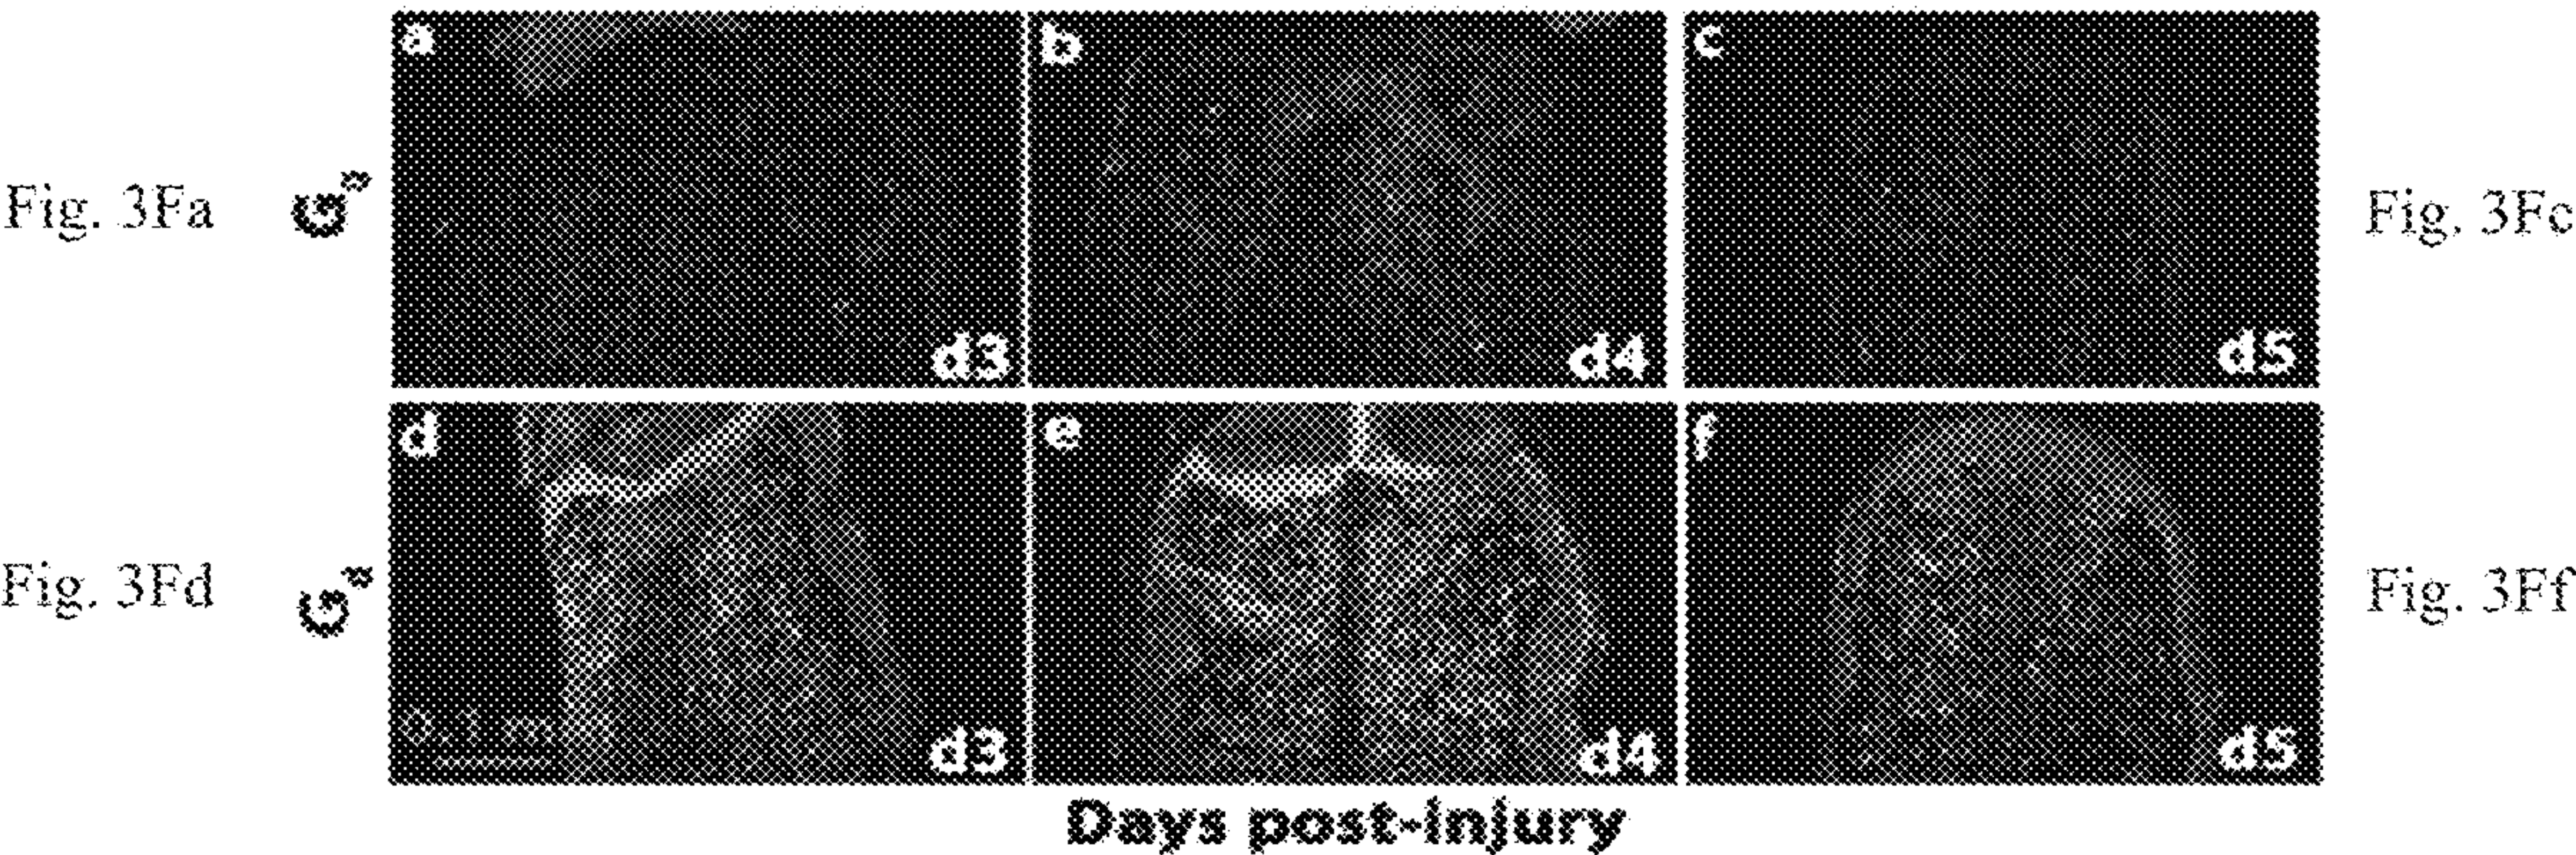 a b c
Fig. 3Fa
Fig. 3Fc
d3 d4 d5
d e f
Fig. 3Fd
Fig. 3Ff
d3 d4 d5
Days post-injury